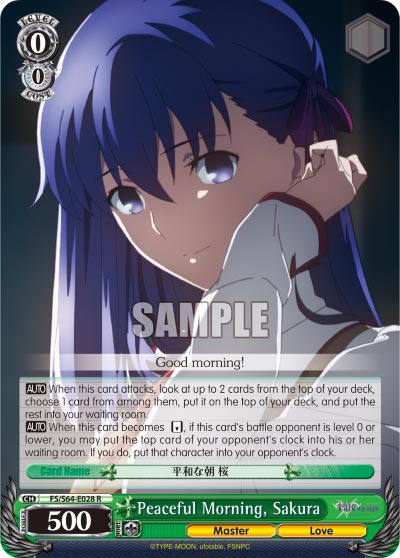 LEVEL
0
0
COST
SAMPLE
Good morning!
AUTO When this card attacks, look at up to 2 cards from the top of your deck,
choose 1 card from among them, put it on the top of your deck, and put the
rest into your waiting room.
AUTO When this card becomes [▼], if this card's battle opponent is level 0 or
lower, you may put the top card of your opponent's clock into his or her
waiting room. If you do, put that character into your opponent's clock.
Card Name 平和な朝 桜
CH FS/S64-E028 R
POWER 500
Peaceful Morning, Sakura
Fate stay night
Master Love
©TYPE-MOON, ufotable, FSNPC